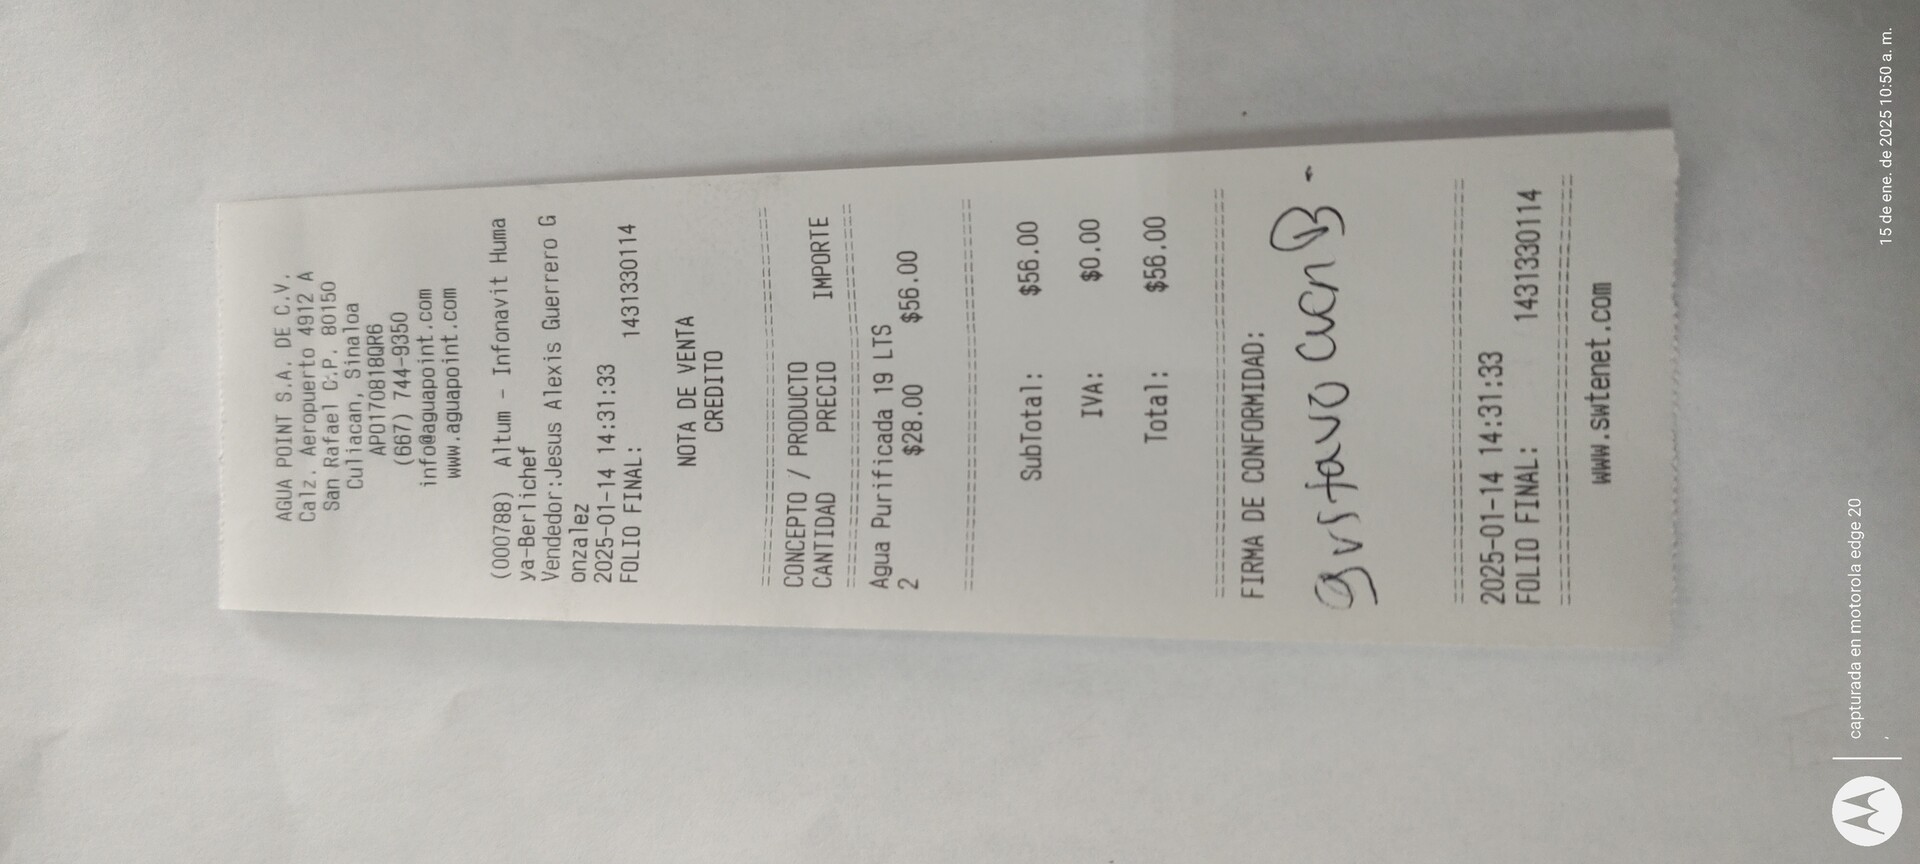 AGUA POINT S.A. DE C.V.
Calz. Aeropuerto 4912 A
San Rafael C.P. 80150
Culiacan, Sinaloa
APO170818QR6
(667) 744-9350
info@aguapoint.com
www.aguapoint.com
(000788) Altum - Infonavit Huma
ya-Berlichef
Vendedor:Jesus Alexis Guerrero G
onzalez
2025-01-14 14:31:33
FOLIO FINAL: 1431330114
NOTA DE VENTA
CREDITO
================================
CONCEPTO / PRODUCTO
CANTIDAD PRECIO IMPORTE
================================
Agua Purificada 19 LTS
2 $28.00 $56.00
================================
SubTotal: $56.00
IVA: $0.00
Total: $56.00
================================
FIRMA DE CONFORMIDAD:
gustavo
================================
2025-01-14 14:31:33
FOLIO FINAL: 1431330114
================================
www.swtenet.com
capturada en motorola edge 20
15 de ene. de 2025 10:50 a. m.